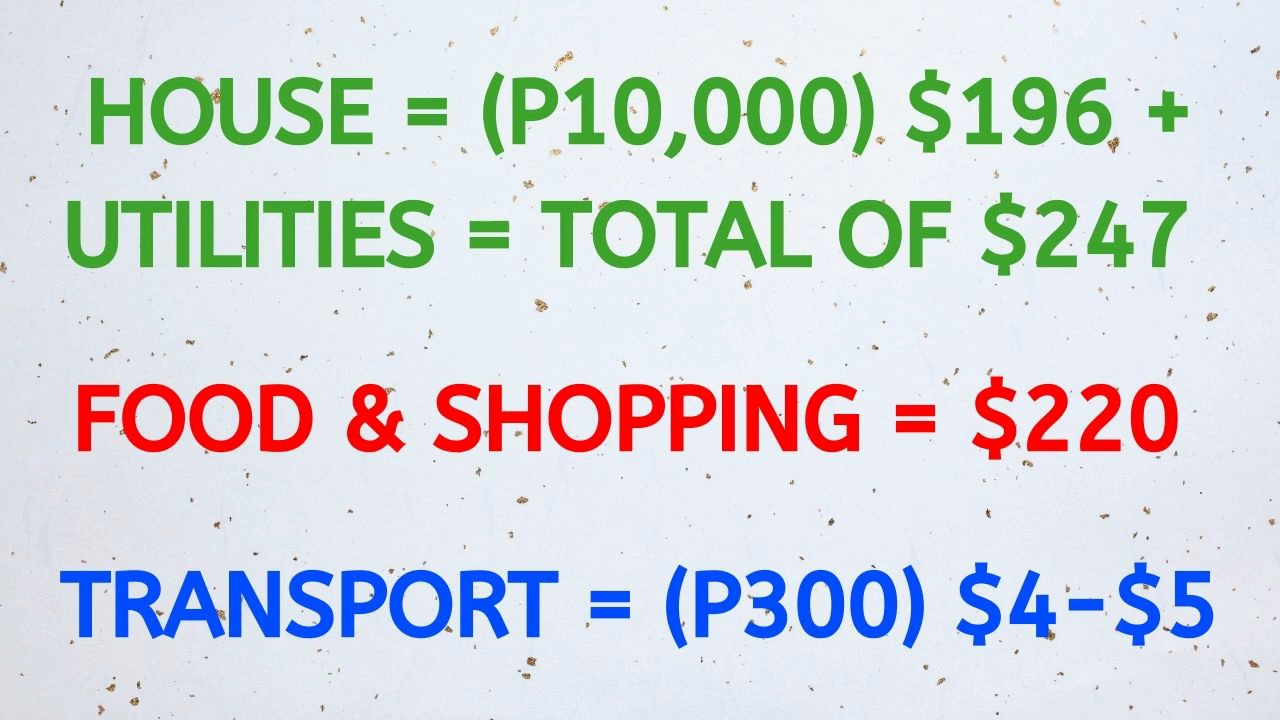 HOUSE = (P10,000) $196 +
UTILITIES = TOTAL OF $247
FOOD & SHOPPING = $220
TRANSPORT = (P300) $4-$5